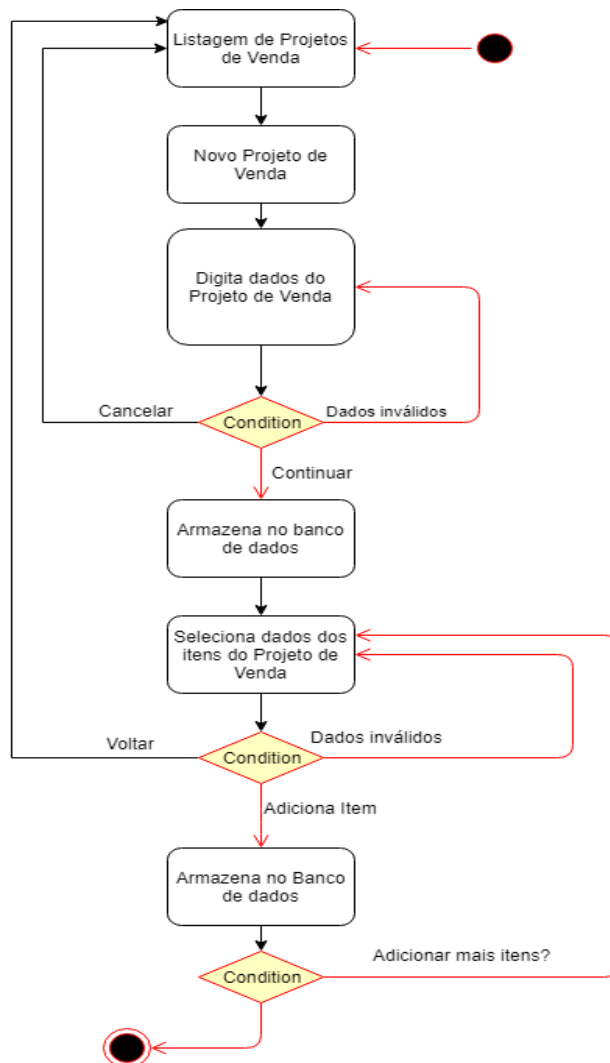 Listagem de Projetos
de Venda
Novo Projeto de
Venda
Digita dados do
Projeto de Venda
Cancelar
Condition
Dados inválidos
Continuar
Armazena no banco
de dados
Seleciona dados dos
itens do Projeto de
Venda
Voltar
Condition
Dados inválidos
Adiciona Item
Armazena no Banco
de dados
Condition
Adicionar mais itens?